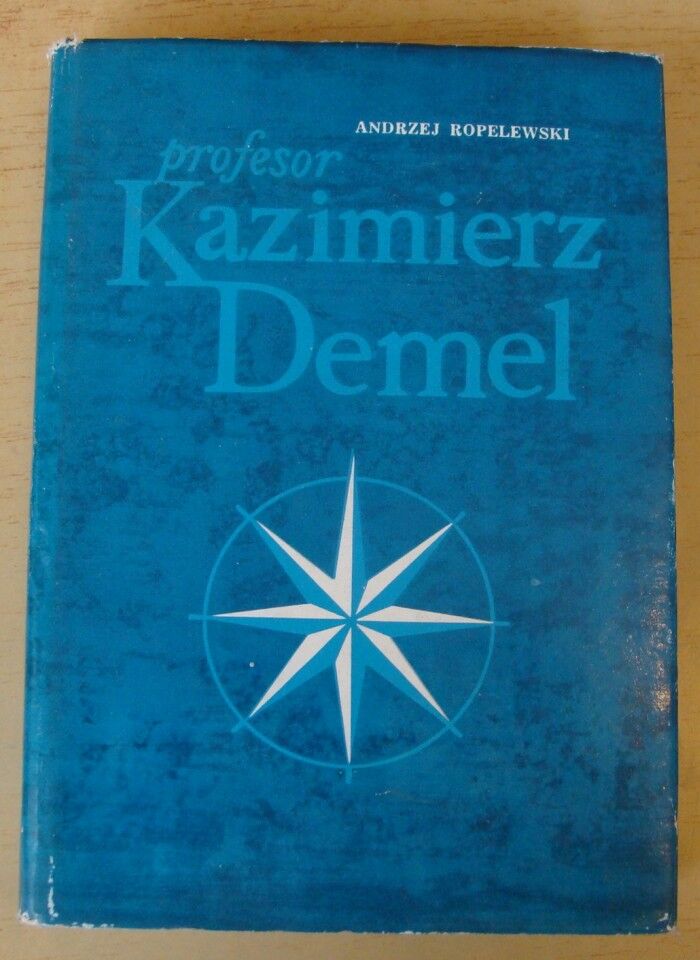 ANDRZEJ ROPELEWSKI
profesor
Kazimierz
Demel